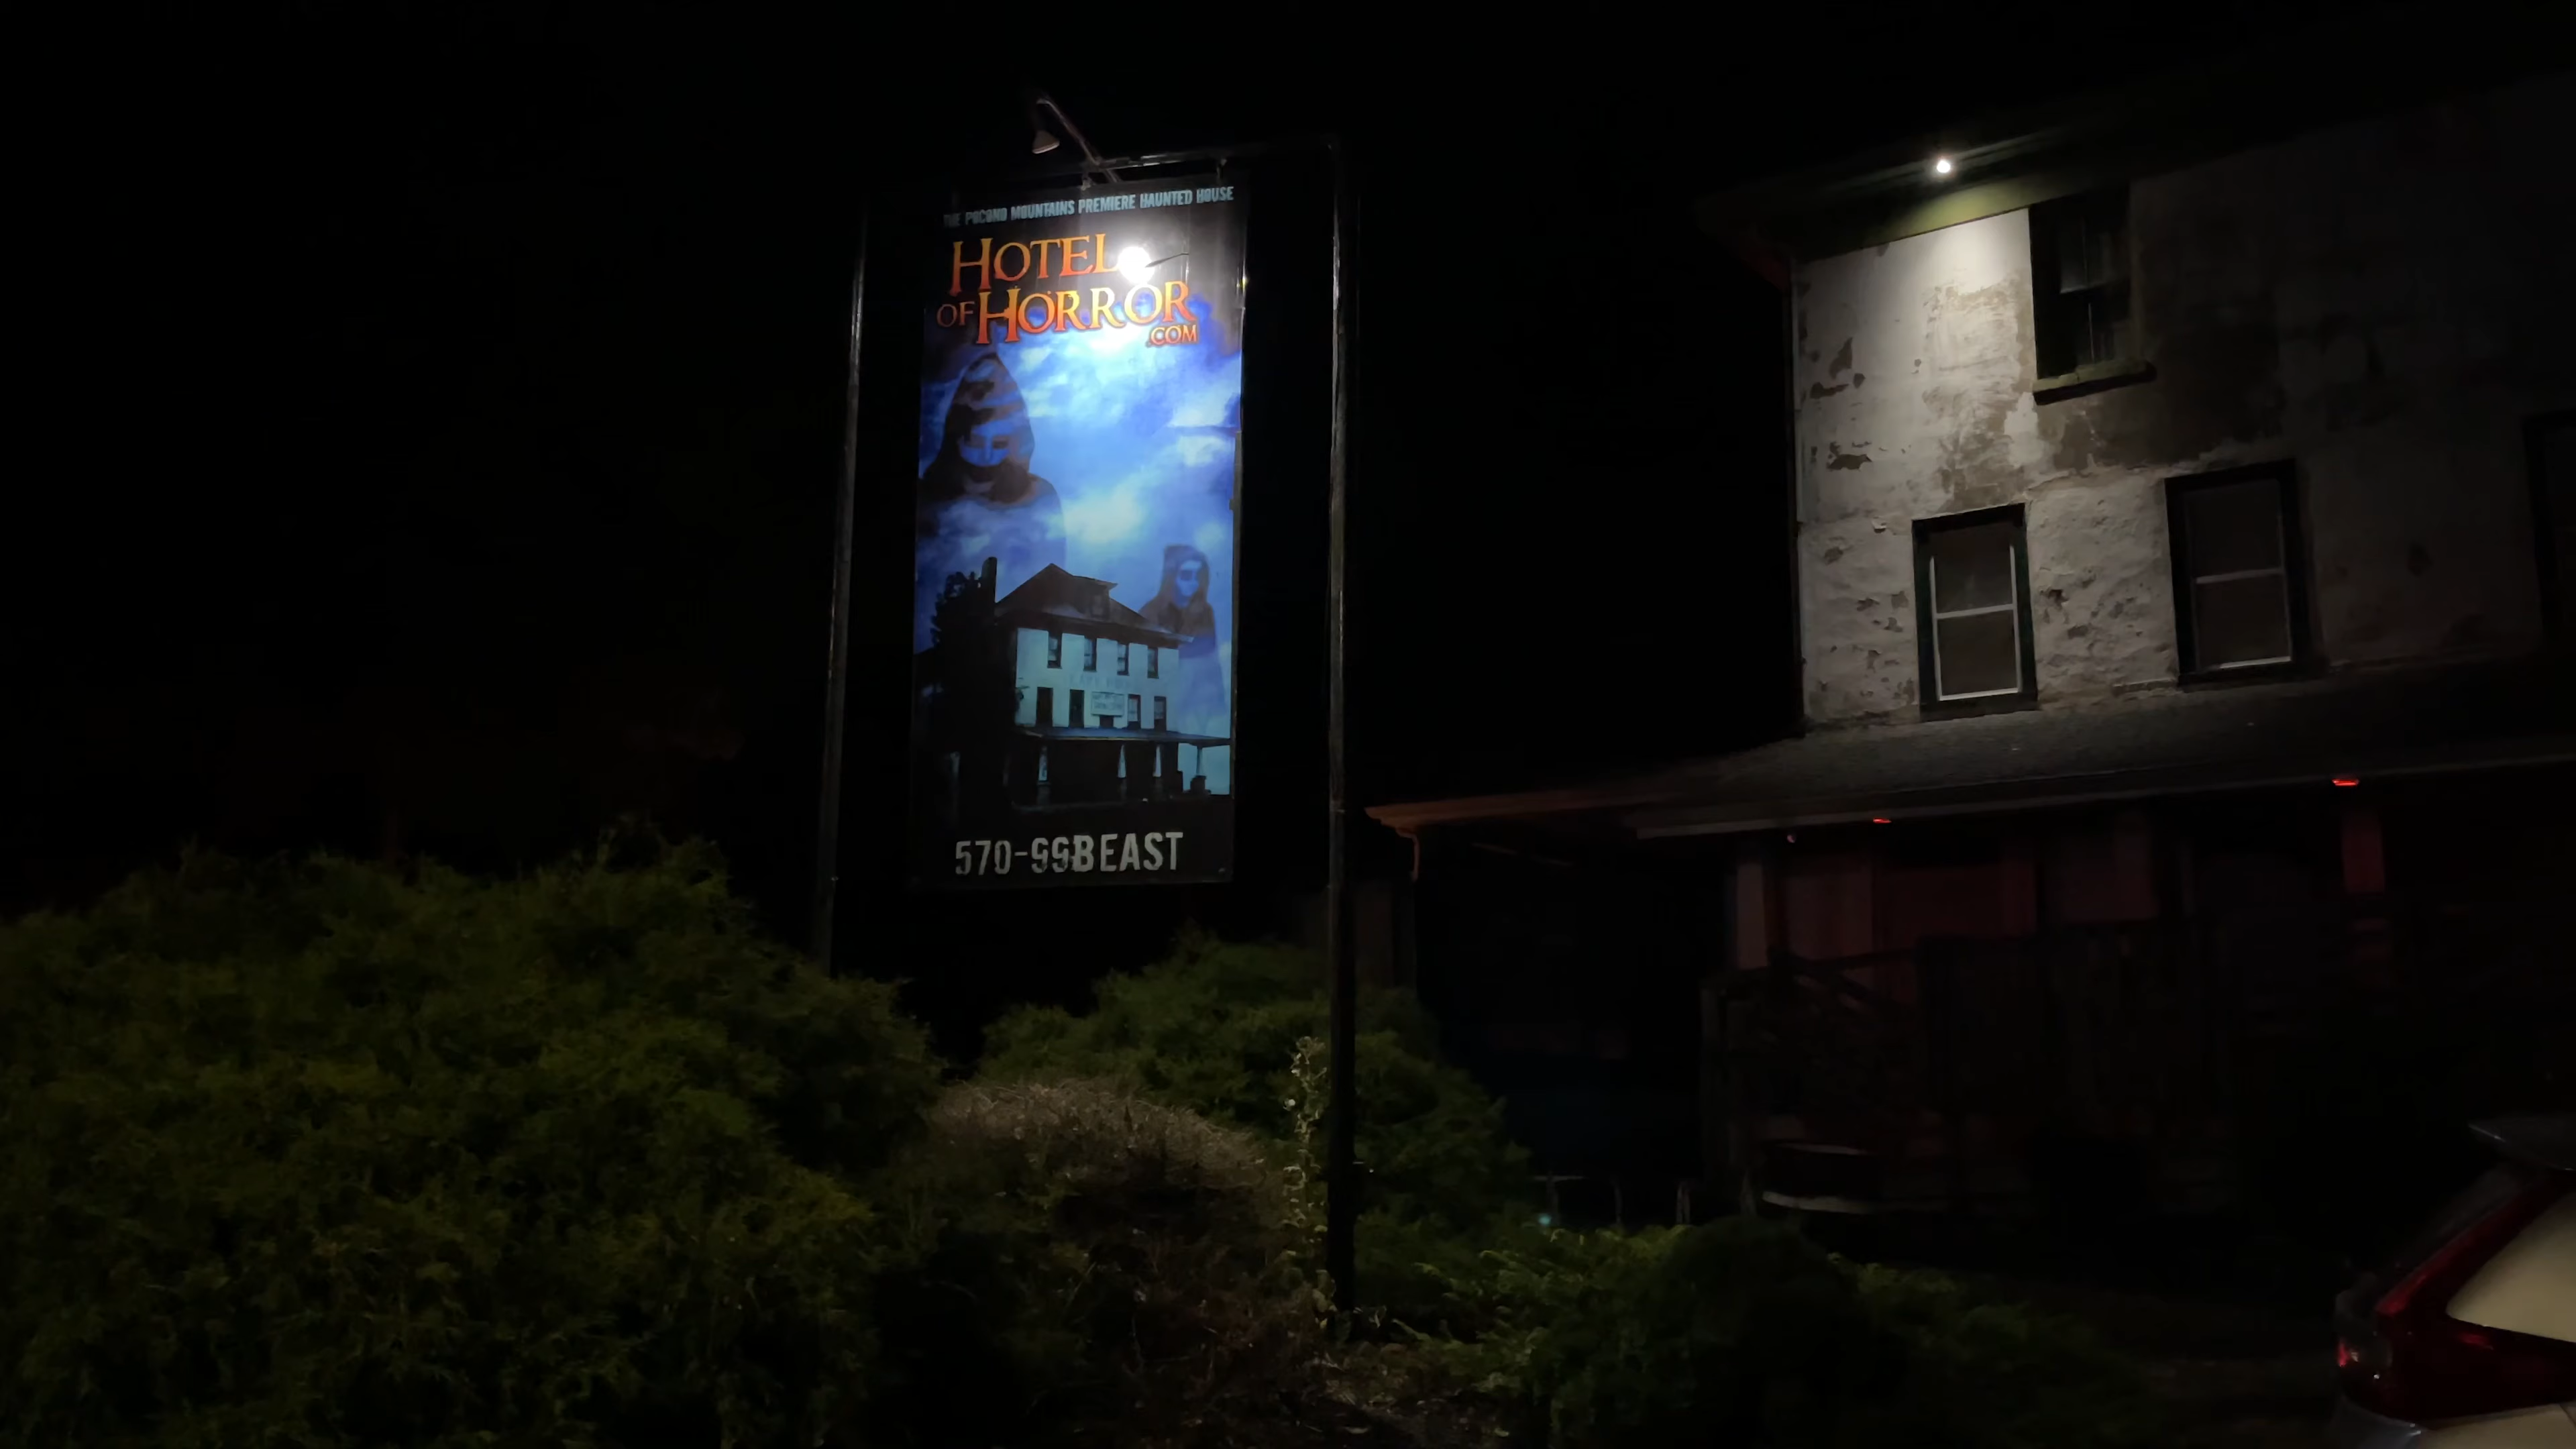 THE POCONO MOUNTAINS PREMIERE HAUNTED HOUSE
HOTEL
OF HORROR
.COM
570-99BEAST